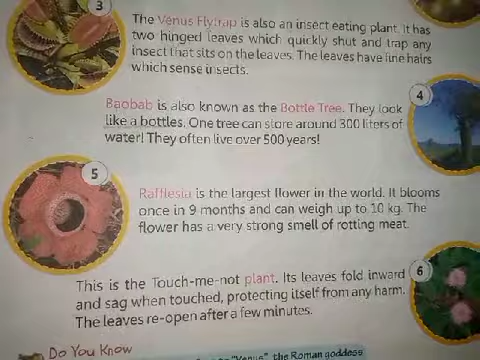 3
The Venus Flytrap is also an insect eating plant. It has
two hinged leaves which quickly shut and trap any
insect that sits on the leaves. The leaves have fine hairs
which sense insects.
4
Baobab is also known as the Bottle Tree. They look
like a bottles. One tree can store around 300 liters of
water! They often live over 500 years!
5
Rafflesia is the largest flower in the world. It blooms
once in 9 months and can weigh up to 10 kg. The
flower has a very strong smell of rotting meat.
6
This is the Touch-me-not plant. Its leaves fold inward
and sag when touched, protecting itself from any harm.
The leaves re-open after a few minutes.
Do You Know
"Venus", the Roman goddess